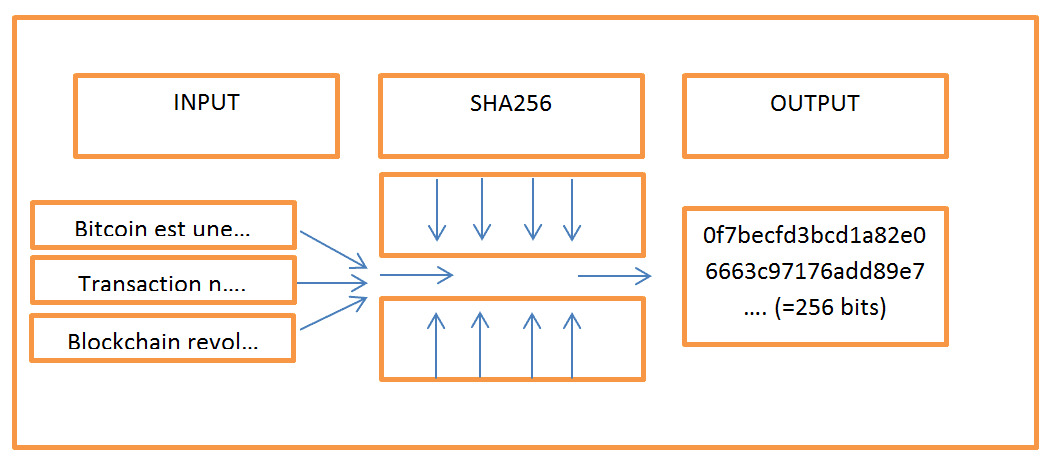 INPUT
SHA256
OUTPUT
Bitcoin est une...
Transaction n....
Blockchain revol...
0f7becfd3bcd1a82e0
6663c97176add89e7
.... (=256 bits)